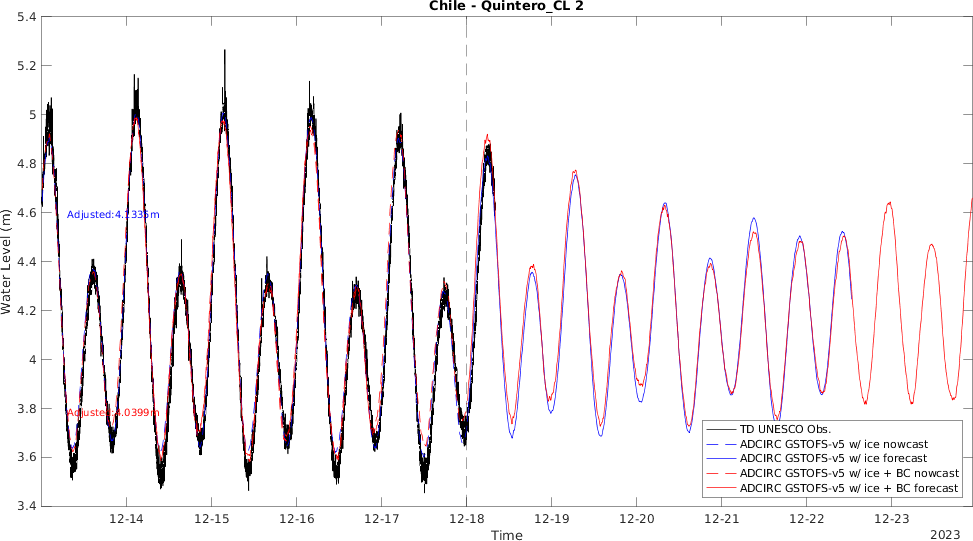 Chile - Quintero_CL 2
5.4
5.2
5
4.8
4.6
4.4
4.2
4
3.8
3.6
3.4
Water Level (m)
Adjusted:4.1335m
Adjusted:4.0399m
12-14
12-15
12-16
12-17
12-18
12-19
12-20
12-21
12-22
12-23
Time
2023
TD UNESCO Obs.
ADCIRC GSTOFS-v5 w/ ice nowcast
ADCIRC GSTOFS-v5 w/ ice forecast
ADCIRC GSTOFS-v5 w/ ice + BC nowcast
ADCIRC GSTOFS-v5 w/ ice + BC forecast